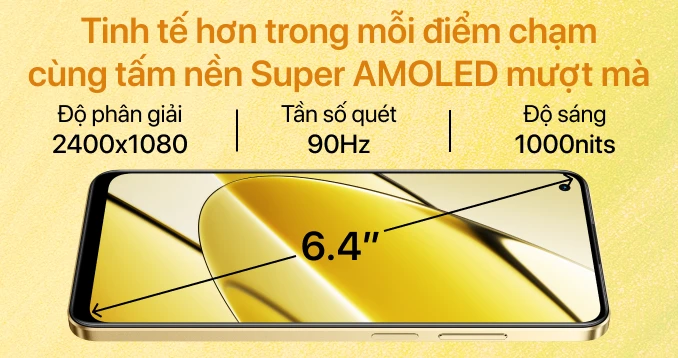 Tinh tế hơn trong mỗi điểm chạm
cùng tấm nền Super AMOLED mượt mà
Độ phân giải
2400x1080
Tần số quét
90Hz
Độ sáng
1000nits
6.4″